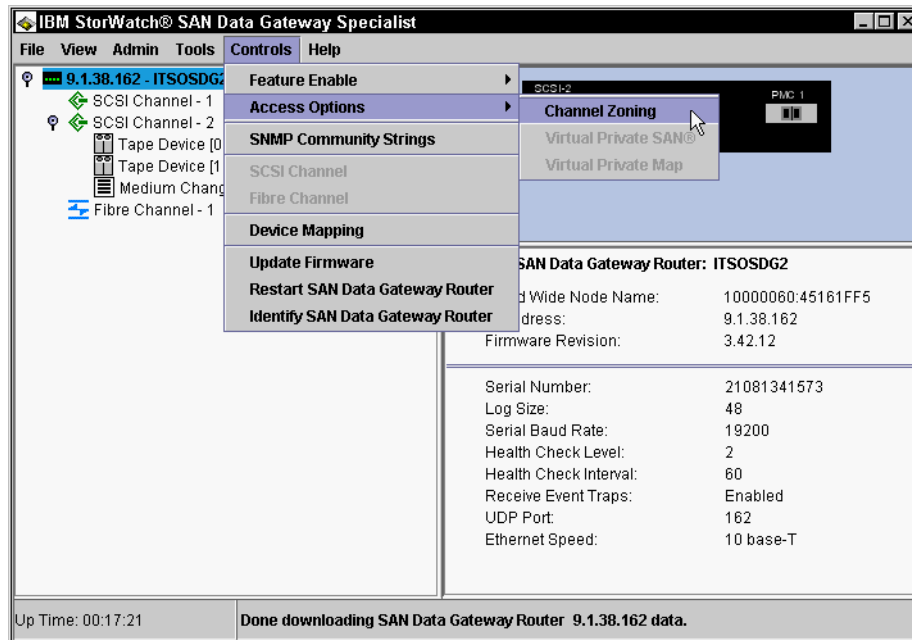 IBM StorWatch® SAN Data Gateway Specialist
File View Admin Tools Controls Help
9.1.38.162 - ITSOSDG2
SCSI Channel - 1
SCSI Channel - 2
Tape Device [0
Tape Device [1
Medium Chang
Fibre Channel - 1
Feature Enable
Access Options
SNMP Community Strings
SCSI Channel
Fibre Channel
Device Mapping
Update Firmware
Restart SAN Data Gateway Router
Identify SAN Data Gateway Router
Channel Zoning
Virtual Private SAN®
Virtual Private Map
SCSI-2
PMC 1
SAN Data Gateway Router: ITSOSDG2
Wide Node Name: 10000060:45161FF5
dress: 9.1.38.162
Firmware Revision: 3.42.12
Serial Number: 21081341573
Log Size: 48
Serial Baud Rate: 19200
Health Check Level: 2
Health Check Interval: 60
Receive Event Traps: Enabled
UDP Port: 162
Ethernet Speed: 10 base-T
Up Time: 00:17:21
Done downloading SAN Data Gateway Router 9.1.38.162 data.